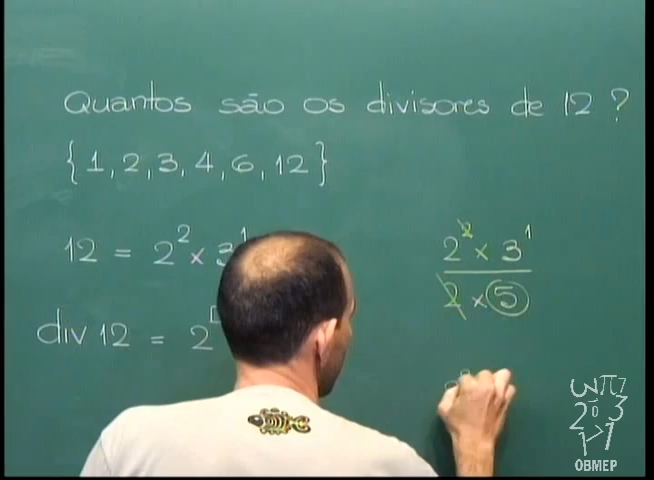 Quantos são os divisores de 12 ?
{1, 2, 3, 4, 6, 12}
12 = 2² × 3¹
2² × 3¹
2 × 5
div 12 = 2
OBMEP